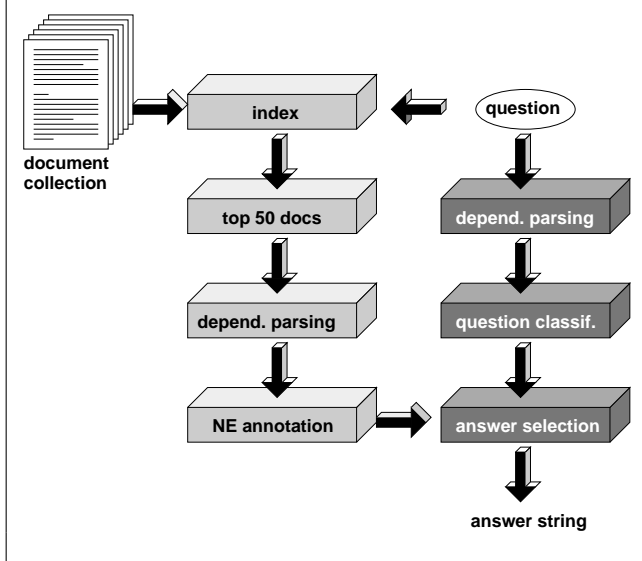 index
question
document
collection
top 50 docs
depend. parsing
depend. parsing
question classif.
NE annotation
answer selection
answer string